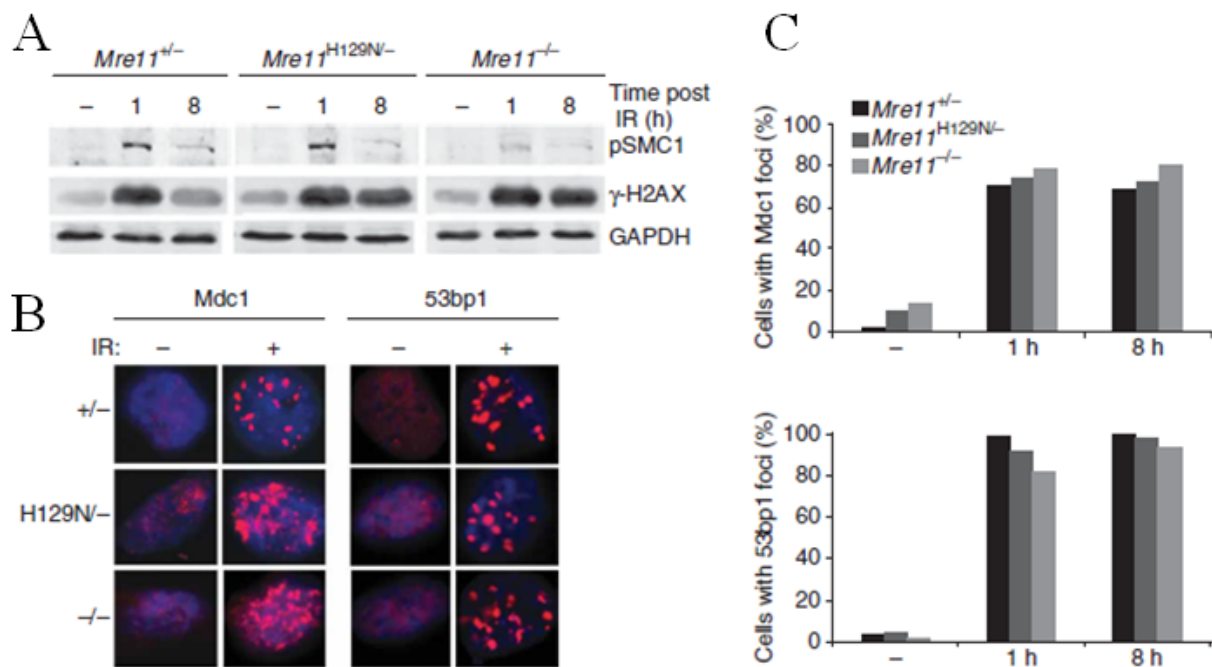 A
Mre11+/– Mre11H129N/– Mre11–/–
– 1 8 – 1 8 – 1 8 Time post IR (h)
pSMC1
γ-H2AX
GAPDH
B
Mdc1 53bp1
IR: – + – +
+/–
H129N/–
–/–
C
Mre11+/–
Mre11H129N/–
Mre11–/–
Cells with Mdc1 foci (%)
100
80
60
40
20
0
– 1 h 8 h
Cells with 53bp1 foci (%)
100
80
60
40
20
0
– 1 h 8 h